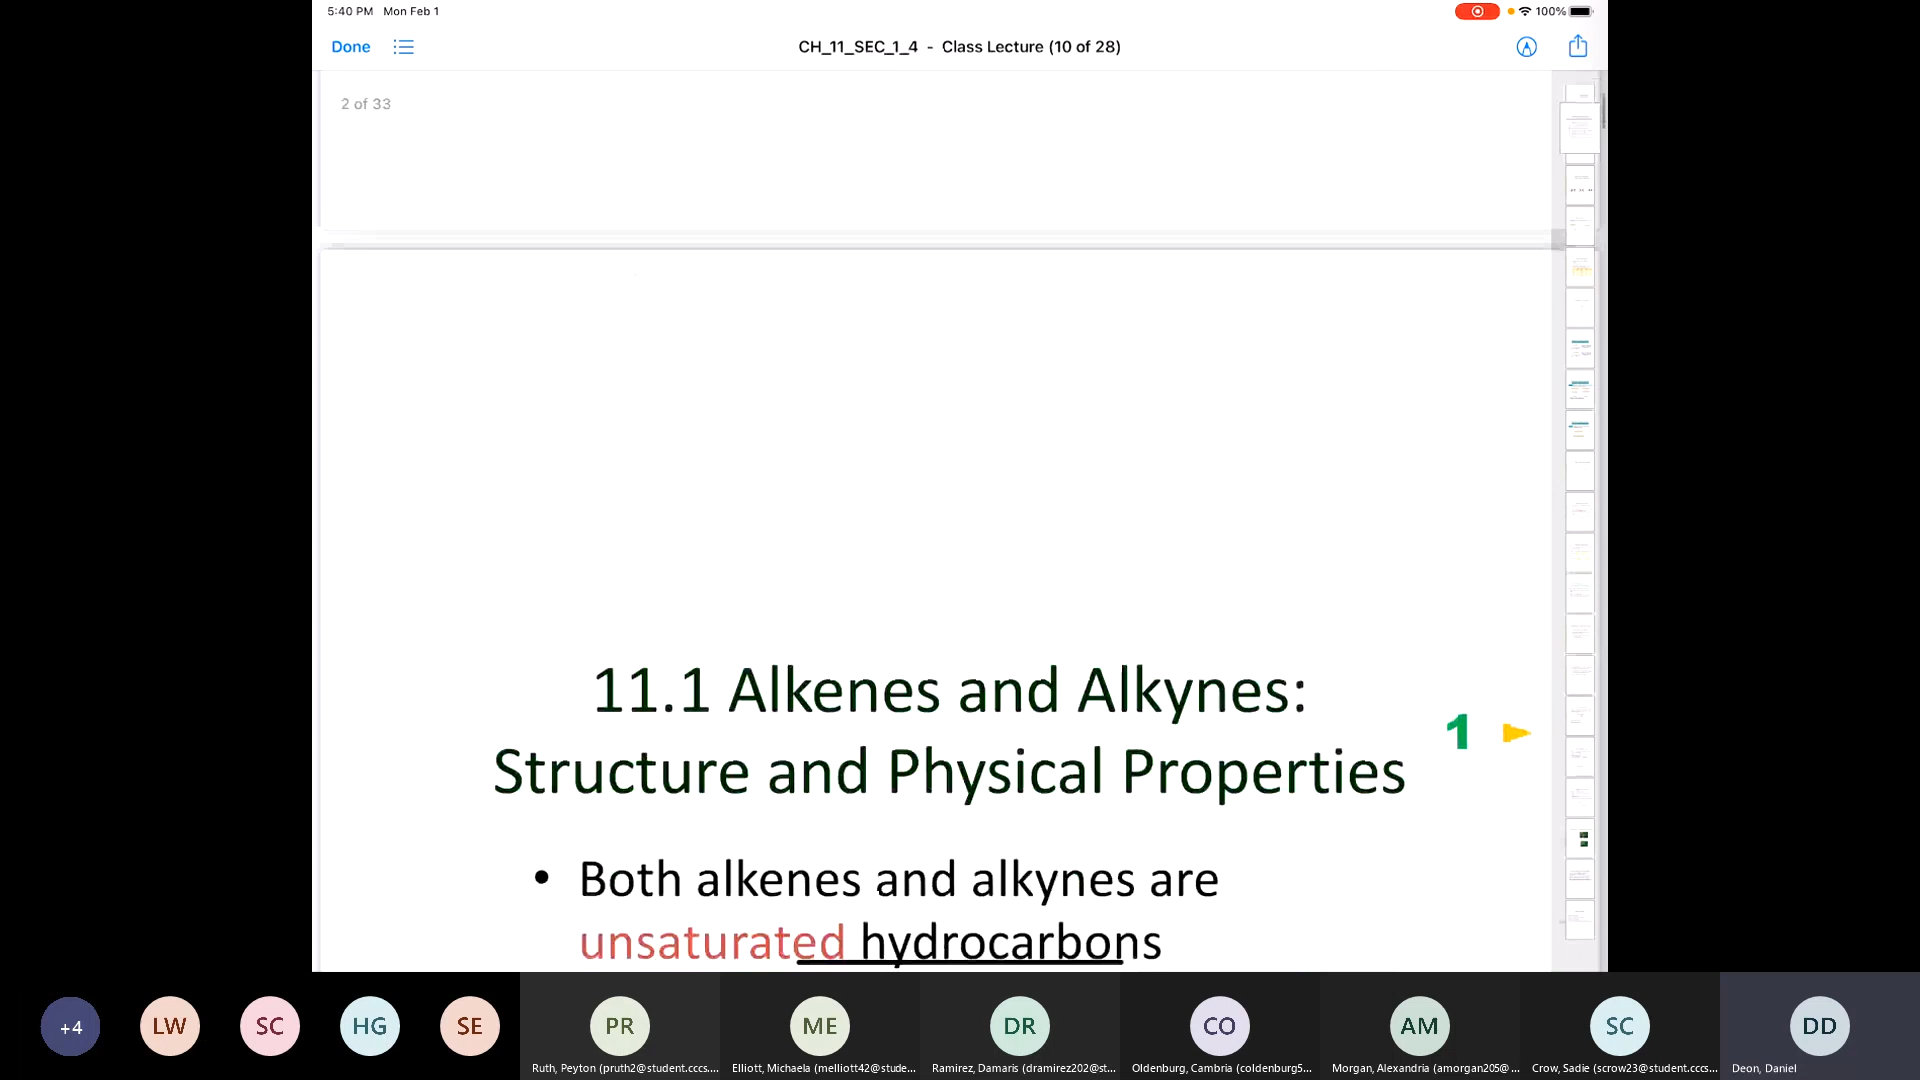 5:40 PM Mon Feb 1
100%
Done
CH_11_SEC_1_4 - Class Lecture (10 of 28)
2 of 33
11.1 Alkenes and Alkynes:
Structure and Physical Properties
1
• Both alkenes and alkynes are
unsaturated hydrocarbons
+4
LW
SC
HG
SE
PR
ME
DR
CO
AM
SC
DD
Ruth, Peyton (pruth2@student.cccs....
Elliott, Michaela (melliott42@stude...
Ramirez, Damaris (dramirez202@st...
Oldenburg, Cambria (coldenburg5...
Morgan, Alexandria (amorgan205@...
Crow, Sadie (scrow23@student.cccs...
Deon, Daniel